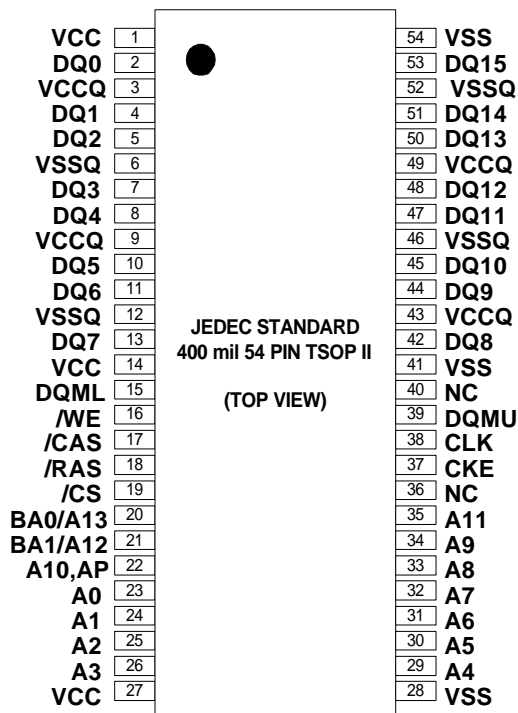 VCC 1 54 VSS
DQ0 2 53 DQ15
VCCQ 3 52 VSSQ
DQ1 4 51 DQ14
DQ2 5 50 DQ13
VSSQ 6 49 VCCQ
DQ3 7 48 DQ12
DQ4 8 47 DQ11
VCCQ 9 46 VSSQ
DQ5 10 45 DQ10
DQ6 11 44 DQ9
VSSQ 12 43 VCCQ
DQ7 13 42 DQ8
VCC 14 41 VSS
DQML 15 40 NC
/WE 16 39 DQMU
/CAS 17 38 CLK
/RAS 18 37 CKE
/CS 19 36 NC
BA0/A13 20 35 A11
BA1/A12 21 34 A9
A10,AP 22 33 A8
A0 23 32 A7
A1 24 31 A6
A2 25 30 A5
A3 26 29 A4
VCC 27 28 VSS
JEDEC STANDARD
400 mil 54 PIN TSOP II
(TOP VIEW)